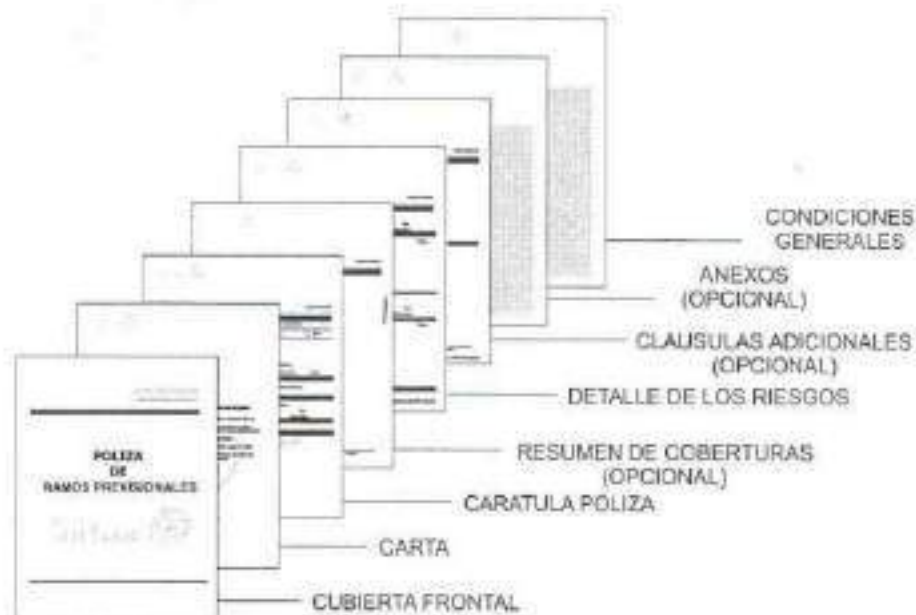 CONDICIONES
GENERALES
ANEXOS
(OPCIONAL)
CLAUSULAS ADICIONALES
(OPCIONAL)
DETALLE DE LOS RIESGOS
RESUMEN DE COBERTURAS
(OPCIONAL)
CARATULA POLIZA
CARTA
CUBIERTA FRONTAL
POLIZA
DE
RAMOS PREVISIONALES